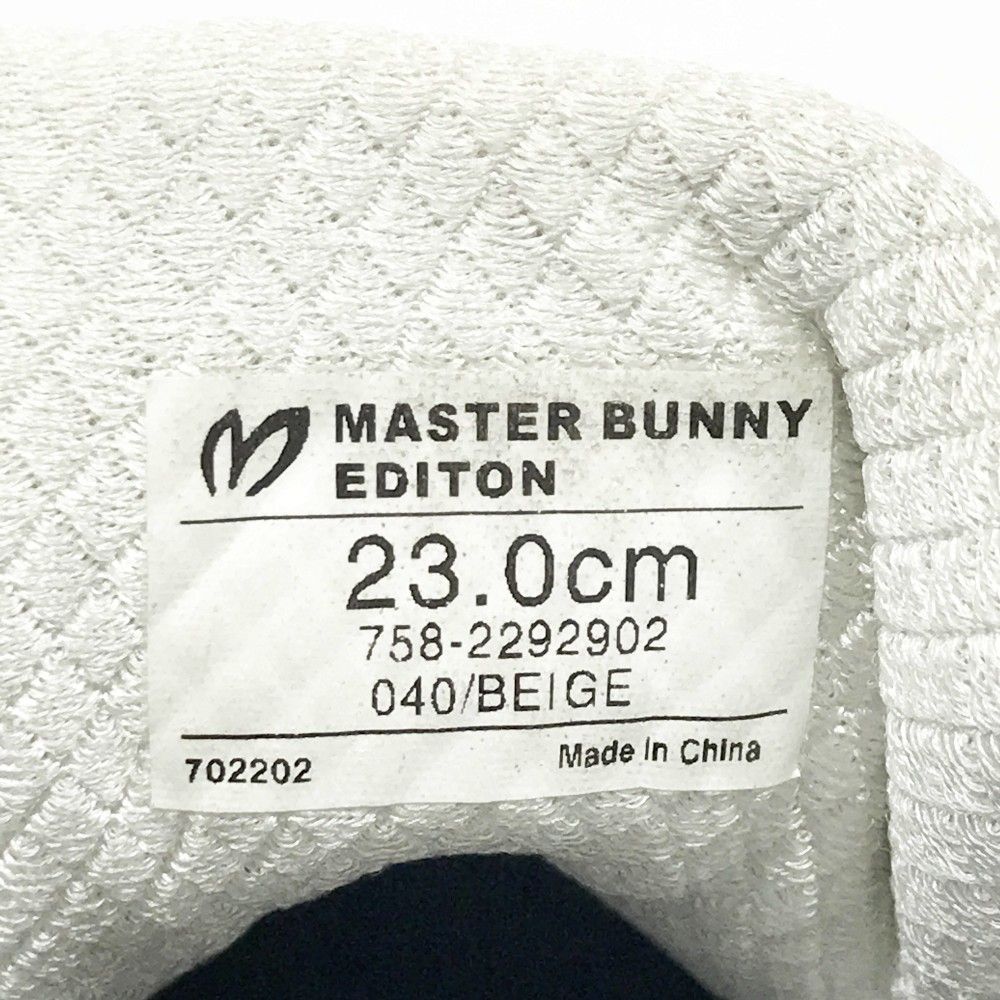 MASTER BUNNY
EDITON
23.0cm
758-2292902
040/BEIGE
702202 Made In China